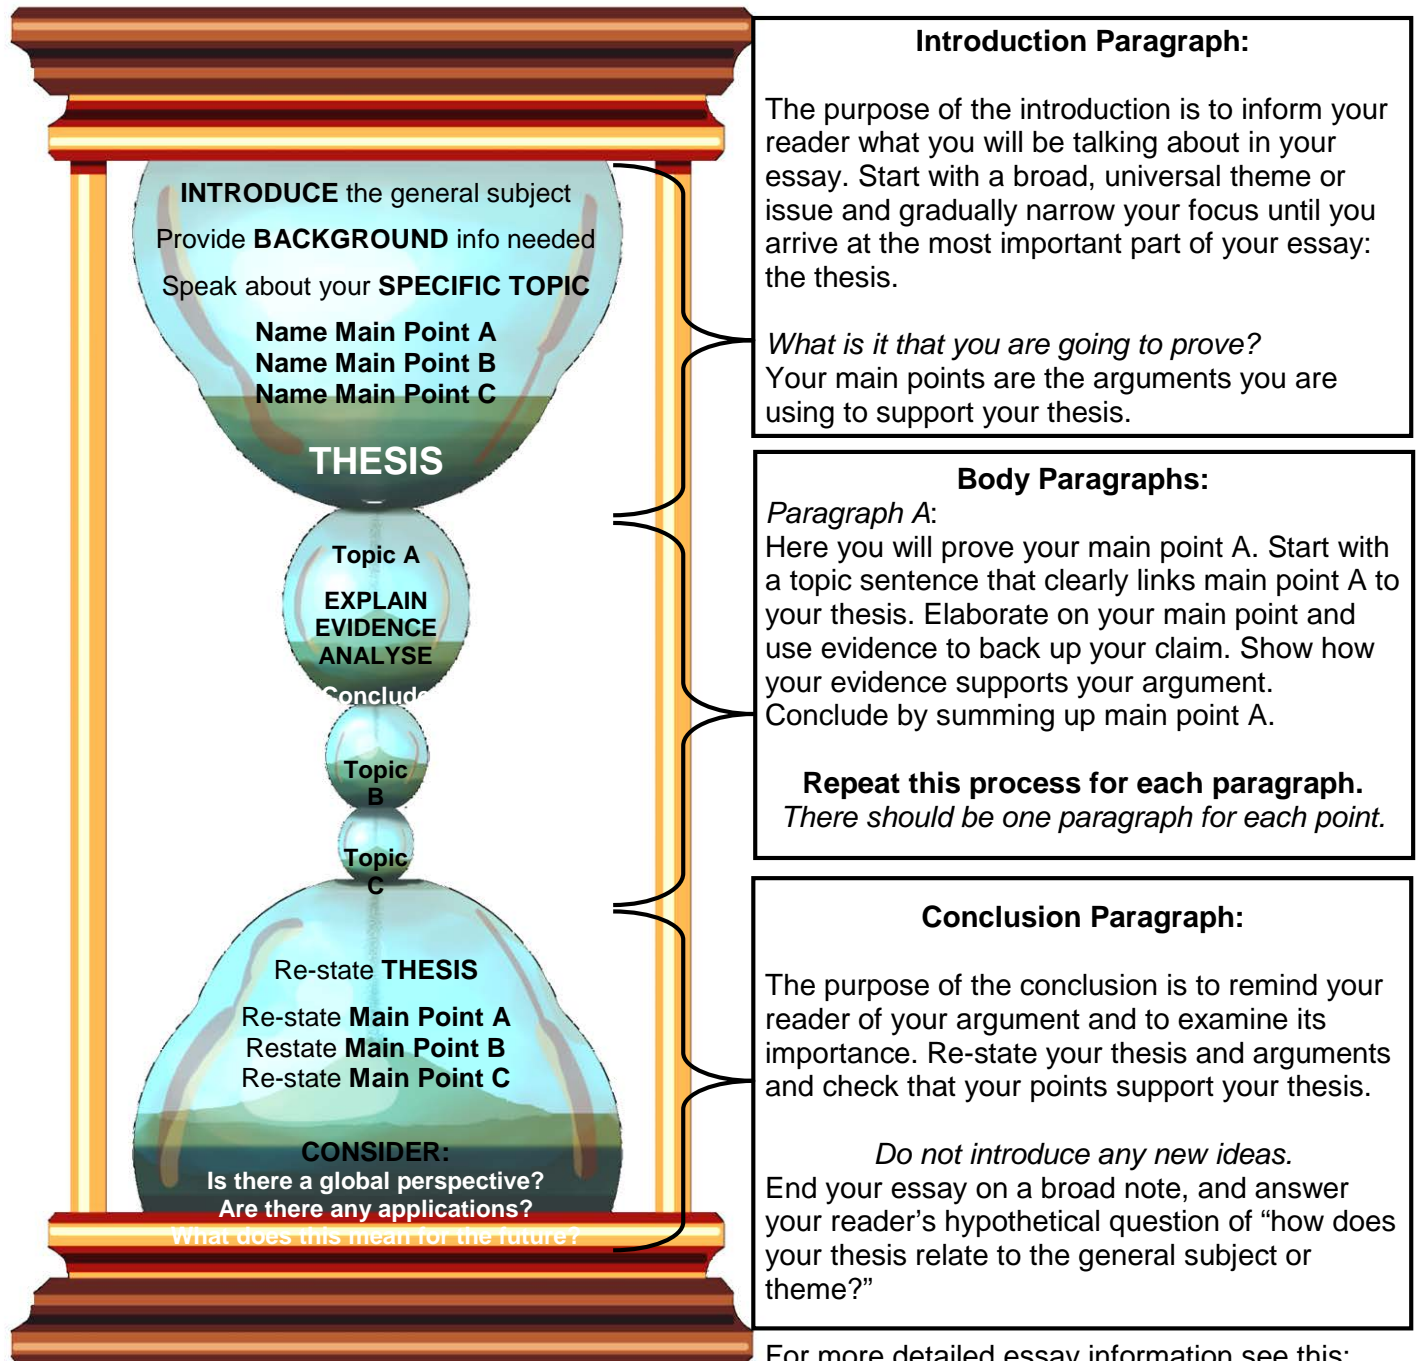 INTRODUCE the general subject
Provide BACKGROUND info needed
Speak about your SPECIFIC TOPIC
Name Main Point A
Name Main Point B
Name Main Point C
THESIS
Topic A
EXPLAIN
EVIDENCE
ANALYSE
Conclude
Topic
B
Topic
C
Re-state THESIS
Re-state Main Point A
Restate Main Point B
Re-state Main Point C
CONSIDER:
Is there a global perspective?
Are there any applications?
What does this mean for the future?
Introduction Paragraph:
The purpose of the introduction is to inform your
reader what you will be talking about in your
essay. Start with a broad, universal theme or
issue and gradually narrow your focus until you
arrive at the most important part of your essay:
the thesis.
What is it that you are going to prove?
Your main points are the arguments you are
using to support your thesis.
Body Paragraphs:
Paragraph A:
Here you will prove your main point A. Start with
a topic sentence that clearly links main point A to
your thesis. Elaborate on your main point and
use evidence to back up your claim. Show how
your evidence supports your argument.
Conclude by summing up main point A.
Repeat this process for each paragraph.
There should be one paragraph for each point.
Conclusion Paragraph:
The purpose of the conclusion is to remind your
reader of your argument and to examine its
importance. Re-state your thesis and arguments
and check that your points support your thesis.
Do not introduce any new ideas.
End your essay on a broad note, and answer
your reader’s hypothetical question of “how does
your thesis relate to the general subject or
theme?”
For more detailed essay information see this: